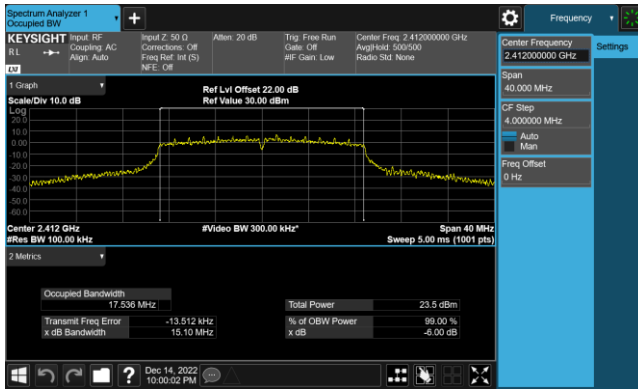 Spectrum Analyzer 1
Occupied BW
Frequency
KEYSIGHT
R L
Input: RF
Coupling: AC
Align: Auto
Input Z: 50 Ω
Corrections: Off
Freq Ref: Int (S)
NFE: Off
Atten: 20 dB
Trig: Free Run
Gate: Off
#IF Gain: Low
Center Freq: 2.412000000 GHz
Avg|Hold: 500/500
Radio Std: None
LXI
Center Frequency
2.412000000 GHz
Settings
Span
40.000 MHz
CF Step
4.000000 MHz
Auto
Man
Freq Offset
0 Hz
1 Graph
Scale/Div 10.0 dB
Ref Lvl Offset 22.00 dB
Ref Value 30.00 dBm
Log
20.0
10.0
0.00
-10.0
-20.0
-30.0
-40.0
-50.0
-60.0
Center 2.412 GHz
#Res BW 100.00 kHz
#Video BW 300.00 kHz*
Span 40 MHz
Sweep 5.00 ms (1001 pts)
2 Metrics
Occupied Bandwidth
17.536 MHz
Total Power 23.5 dBm
Transmit Freq Error -13.512 kHz
% of OBW Power 99.00 %
x dB Bandwidth 15.10 MHz
x dB -6.00 dB
?
Dec 14, 2022
10:00:02 PM